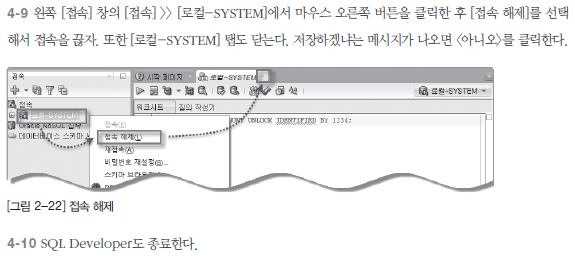 4-9 왼쪽 [접속] 창의 [접속] 〉〉 [로컬-SYSTEM]에서 마우스 오른쪽 버튼을 클릭한 후 [접속 해제]를 선택
해서 접속을 끊자. 또한 [로컬-SYSTEM] 탭도 닫는다. 저장하겠냐는 메시지가 나오면 〈아니오〉를 클릭한다.
접속
시작 페이지
로컬-SYSTEM
로컬-SYSTEM
워크시트
질의 작성기
접속
로컬-SYSTEM
UNLOCK IDENTIFIED BY 1234;
Oracle NoSQL 접속
데이터베이스 스키마
접속(K)
접속 해제(L)
재접속(A)
비밀번호 재설정(B)...
스키마
[그림 2-22] 접속 해제
4-10 SQL Developer도 종료한다.